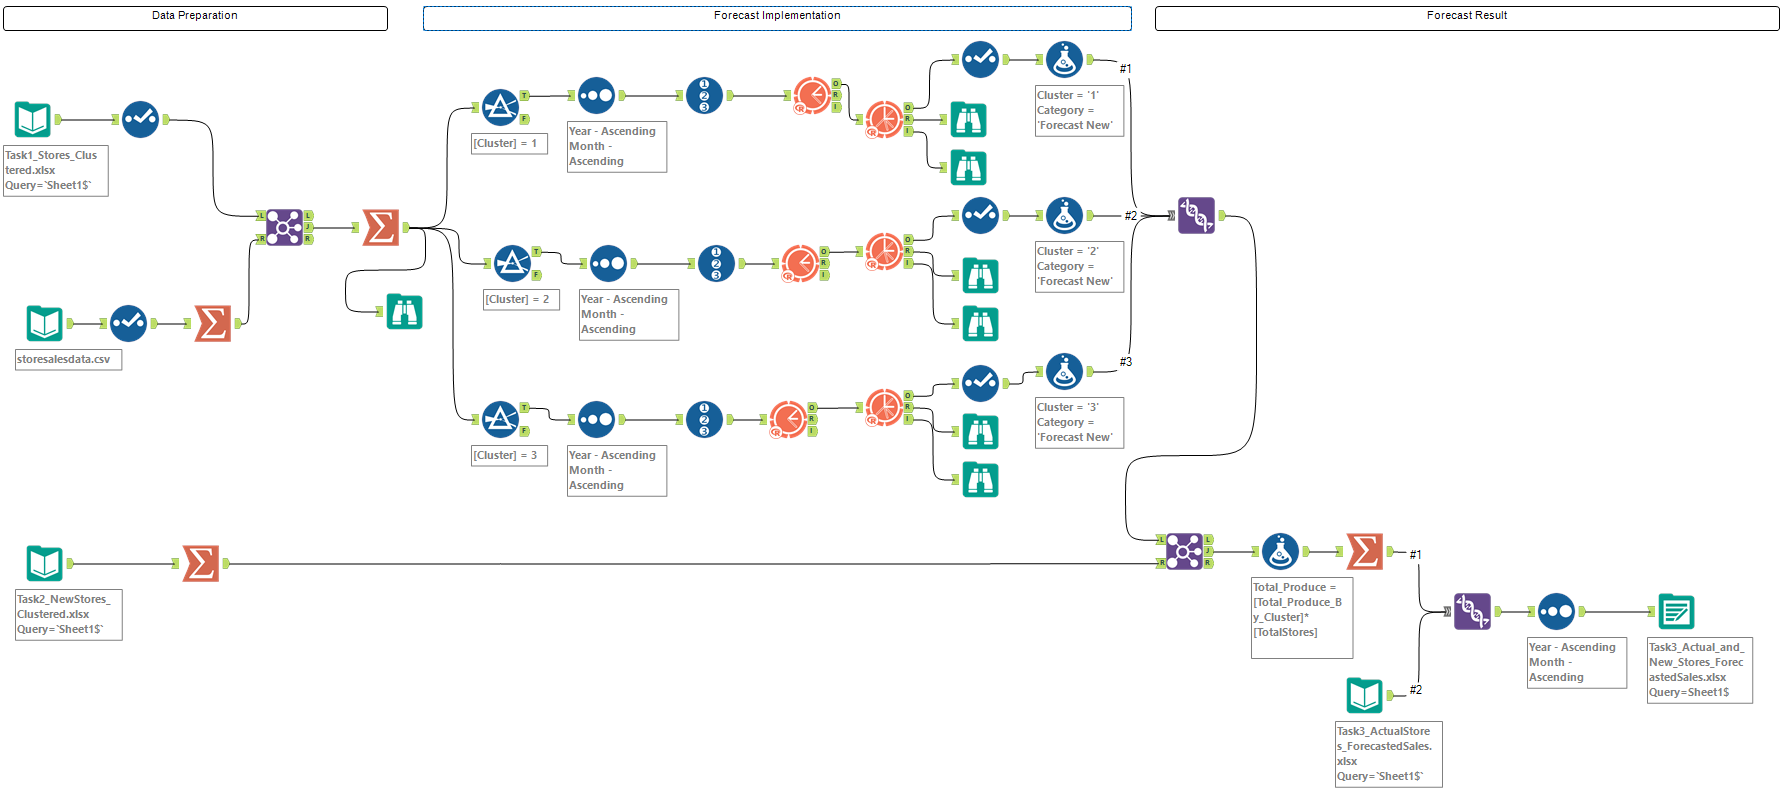 Data Preparation
Forecast Implementation
Forecast Result
Task1_Stores_Clus
tered.xlsx
Query=`Sheet1$`
storesalesdata.csv
[Cluster] = 1
Year - Ascending
Month -
Ascending
Cluster = '1'
Category =
'Forecast New'
#1
[Cluster] = 2
Year - Ascending
Month -
Ascending
Cluster = '2'
Category =
'Forecast New'
#2
[Cluster] = 3
Year - Ascending
Month -
Ascending
Cluster = '3'
Category =
'Forecast New'
#3
Task2_NewStores_
Clustered.xlsx
Query=`Sheet1$`
Total_Produce =
[Total_Produce_B
y_Cluster]*
[TotalStores]
#1
#2
Task3_ActualStore
s_ForecastedSales.
xlsx
Query=`Sheet1$`
Year - Ascending
Month -
Ascending
Task3_Actual_and_
New_Stores_Forec
astedSales.xlsx
Query=Sheet1$